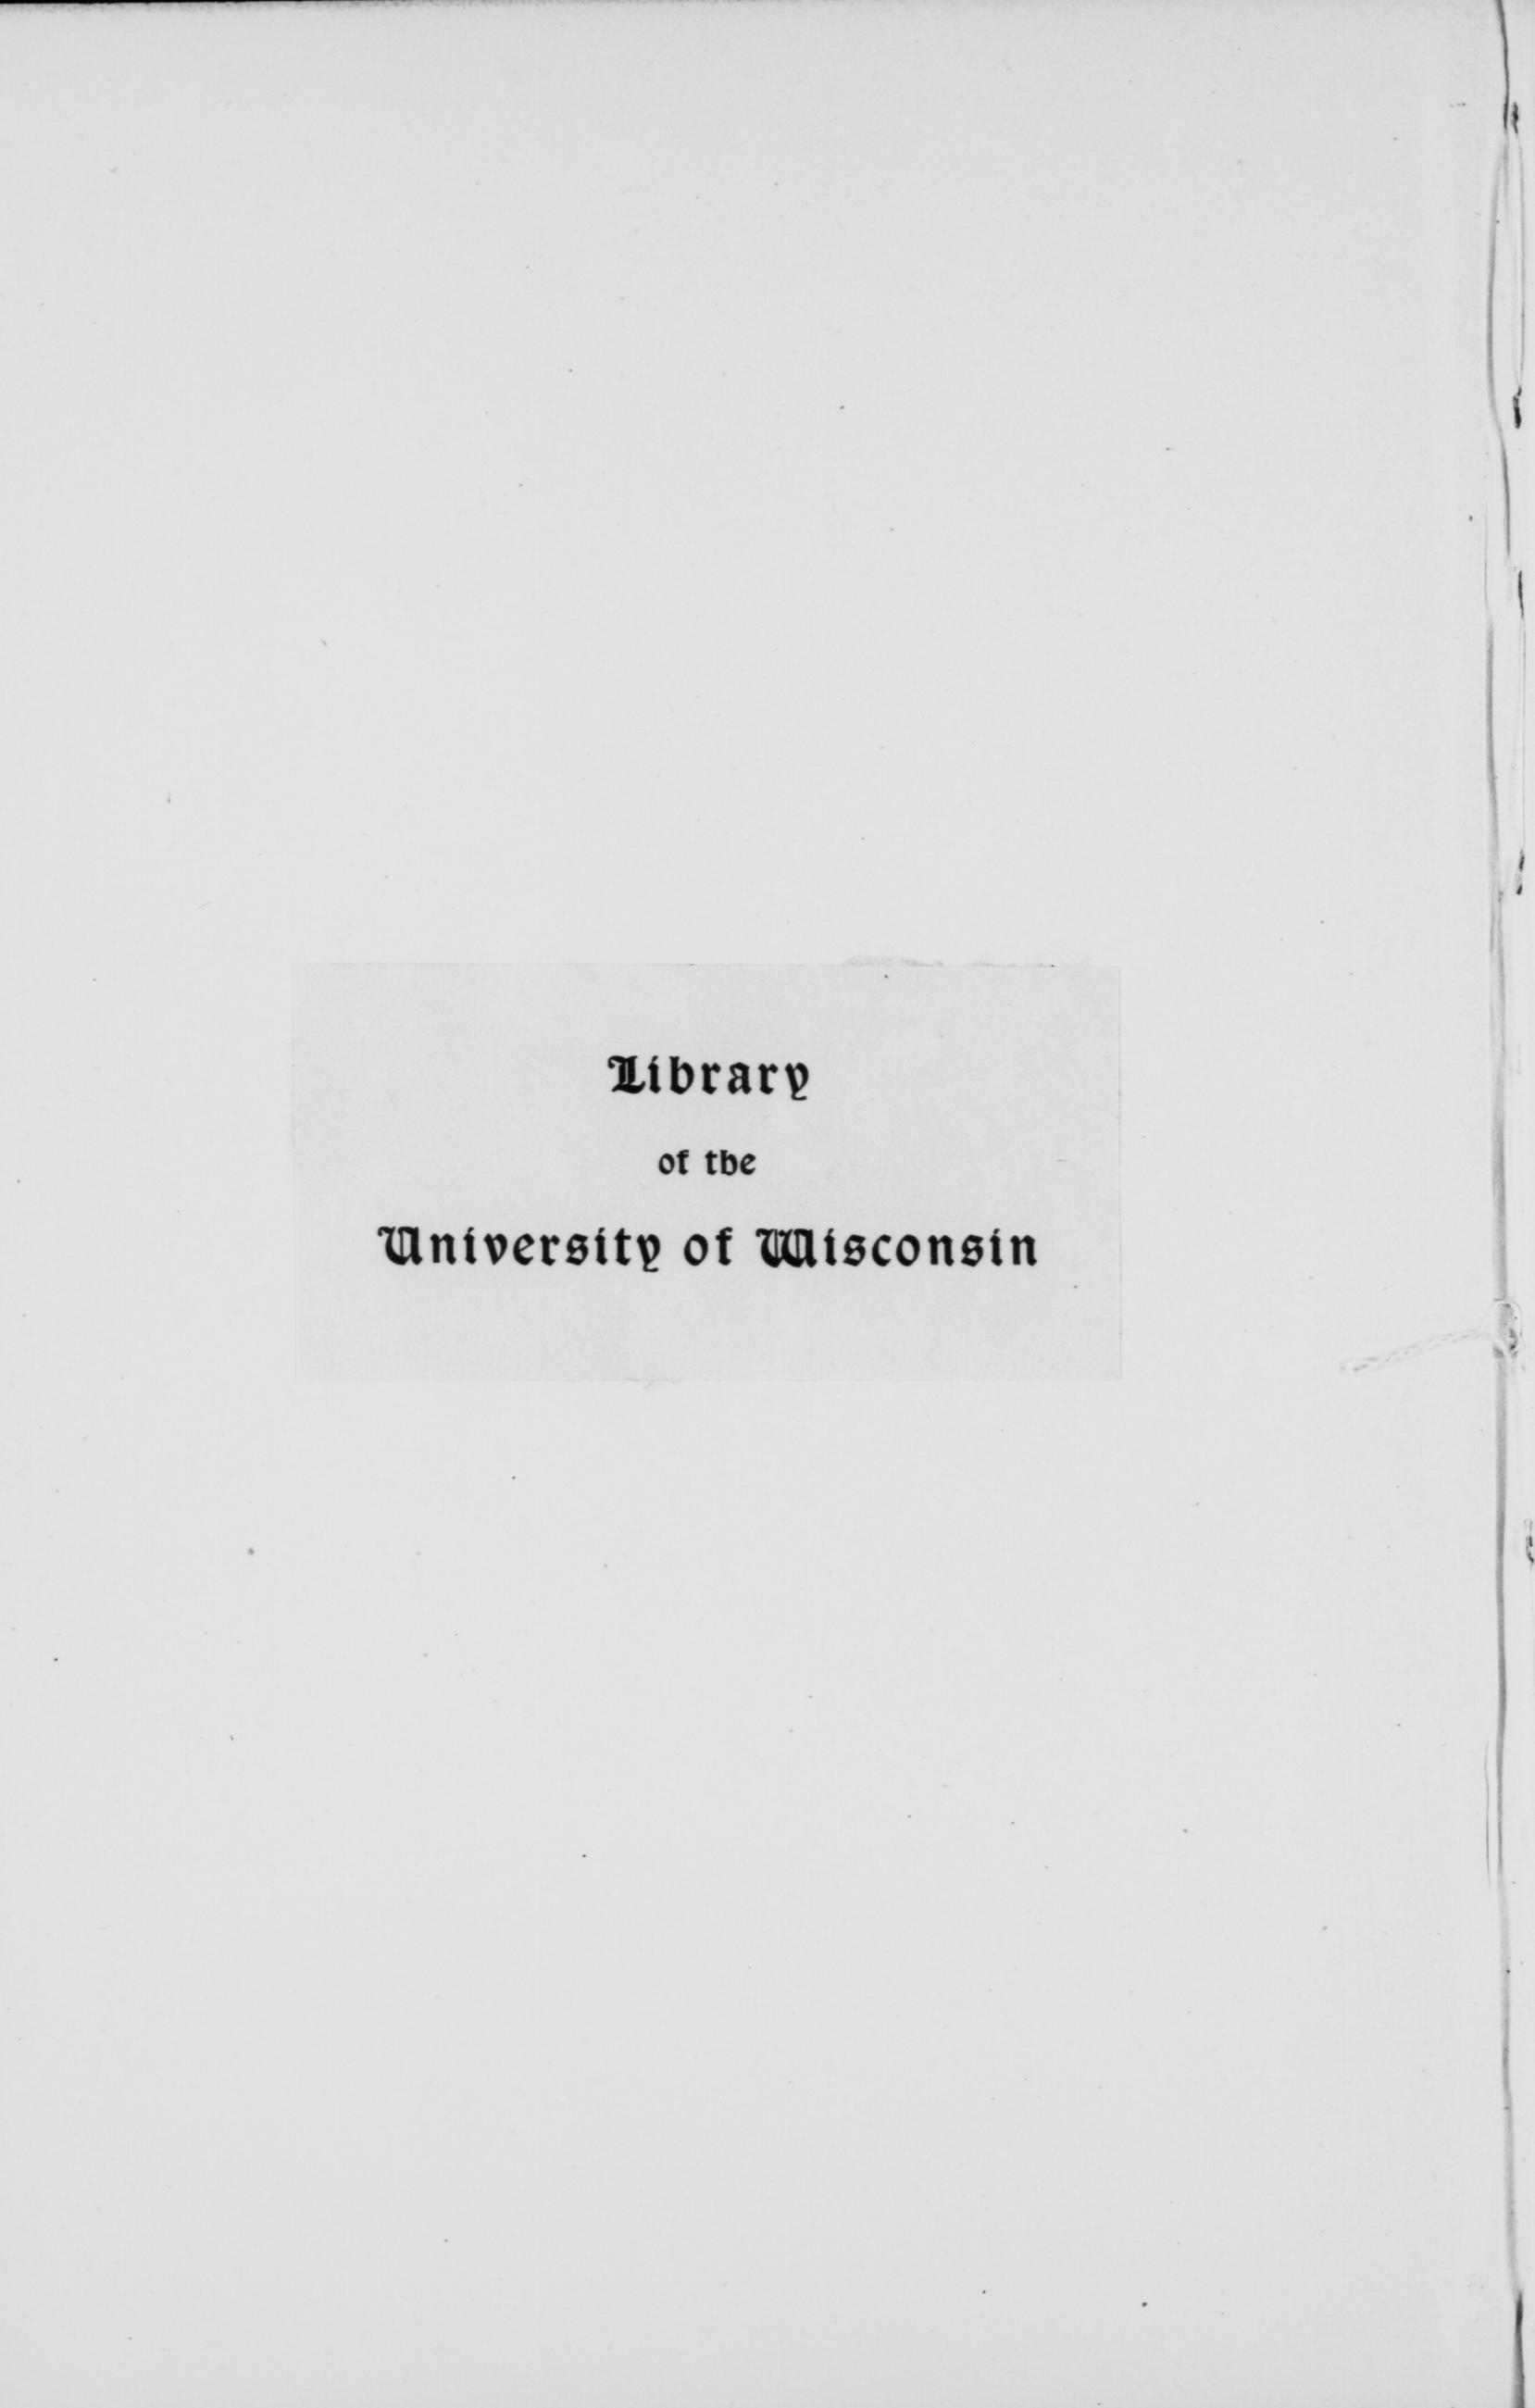 Library
of the
University of Wisconsin